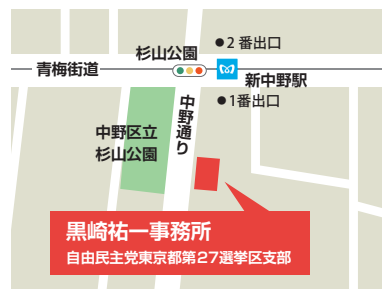 ●2番出口
杉山公園
青梅街道
新中野駅
●1番出口
中野通り
中野区立
杉山公園
黒崎祐一事務所
自由民主党東京都第27選挙区支部